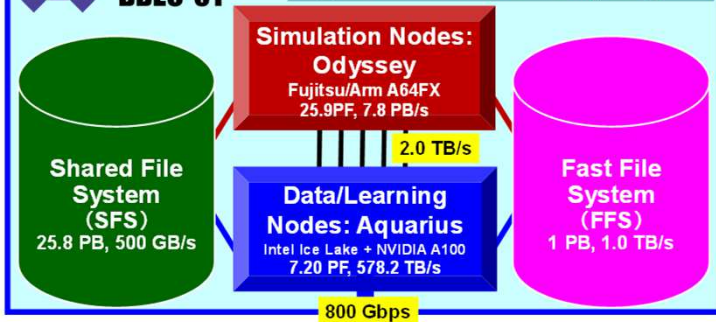 Simulation Nodes:
Odyssey
Fujitsu/Arm A64FX
25.9PF, 7.8 PB/s
2.0 TB/s
Shared File
System
(SFS)
25.8 PB, 500 GB/s
Data/Learning
Nodes: Aquarius
Intel Ice Lake + NVIDIA A100
7.20 PF, 578.2 TB/s
Fast File
System
(FFS)
1 PB, 1.0 TB/s
800 Gbps